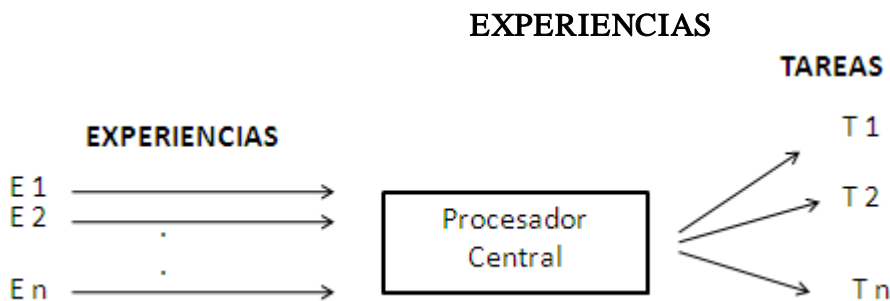 EXPERIENCIAS
TAREAS
EXPERIENCIAS
T 1
E 1
E 2
T 2
.
Procesador
Central
.
E n
T n